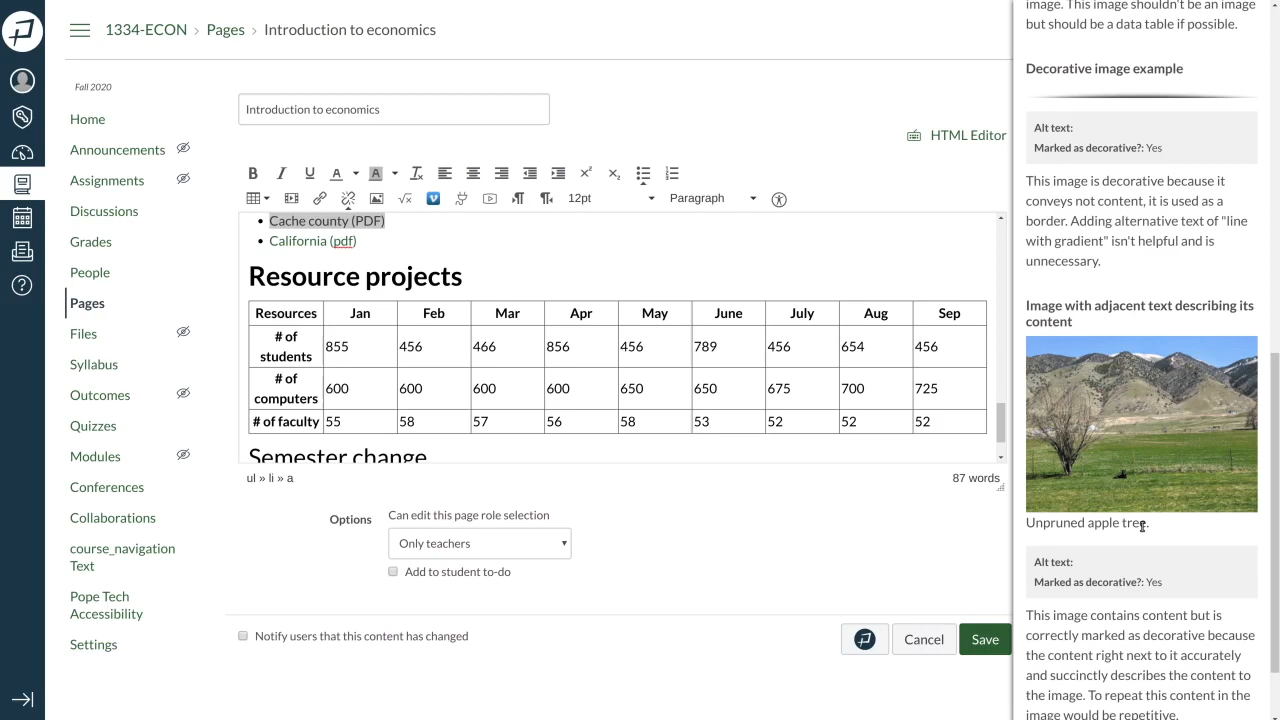 1334-ECON > Pages > Introduction to economics
Fall 2020
Home
Announcements
Assignments
Discussions
Grades
People
Pages
Files
Syllabus
Outcomes
Quizzes
Modules
Conferences
Collaborations
course_navigation
Text
Pope Tech
Accessibility
Settings
Introduction to economics
HTML Editor
12pt
Paragraph
Cache county (PDF)
California (pdf)
Resource projects
Resources Jan Feb Mar Apr May June July Aug Sep
# of students 855 456 466 856 456 789 456 654 456
# of computers 600 600 600 600 650 650 675 700 725
# of faculty 55 58 57 56 58 53 52 52 52
Semester change
ul » li » a
87 words
Options
Can edit this page role selection
Only teachers
Add to student to-do
Notify users that this content has changed
Cancel
Save
image. This image shouldn't be an image
but should be a data table if possible.
Decorative image example
Alt text:
Marked as decorative?: Yes
This image is decorative because it
conveys not content, it is used as a
border. Adding alternative text of "line
with gradient" isn't helpful and is
unnecessary.
Image with adjacent text describing its
content
Unpruned apple tree.
Alt text:
Marked as decorative?: Yes
This image contains content but is
correctly marked as decorative because
the content right next to it accurately
and succinctly describes the content to
the image. To repeat this content in the
image would be repetitive.